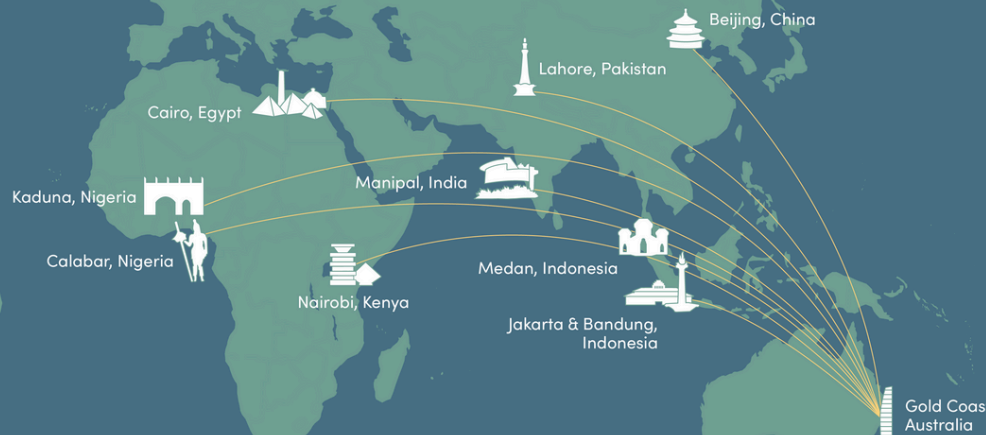 Beijing, China
Lahore, Pakistan
Cairo, Egypt
Manipal, India
Kaduna, Nigeria
Calabar, Nigeria
Medan, Indonesia
Nairobi, Kenya
Jakarta & Bandung,
Indonesia
Gold Coas
Australia